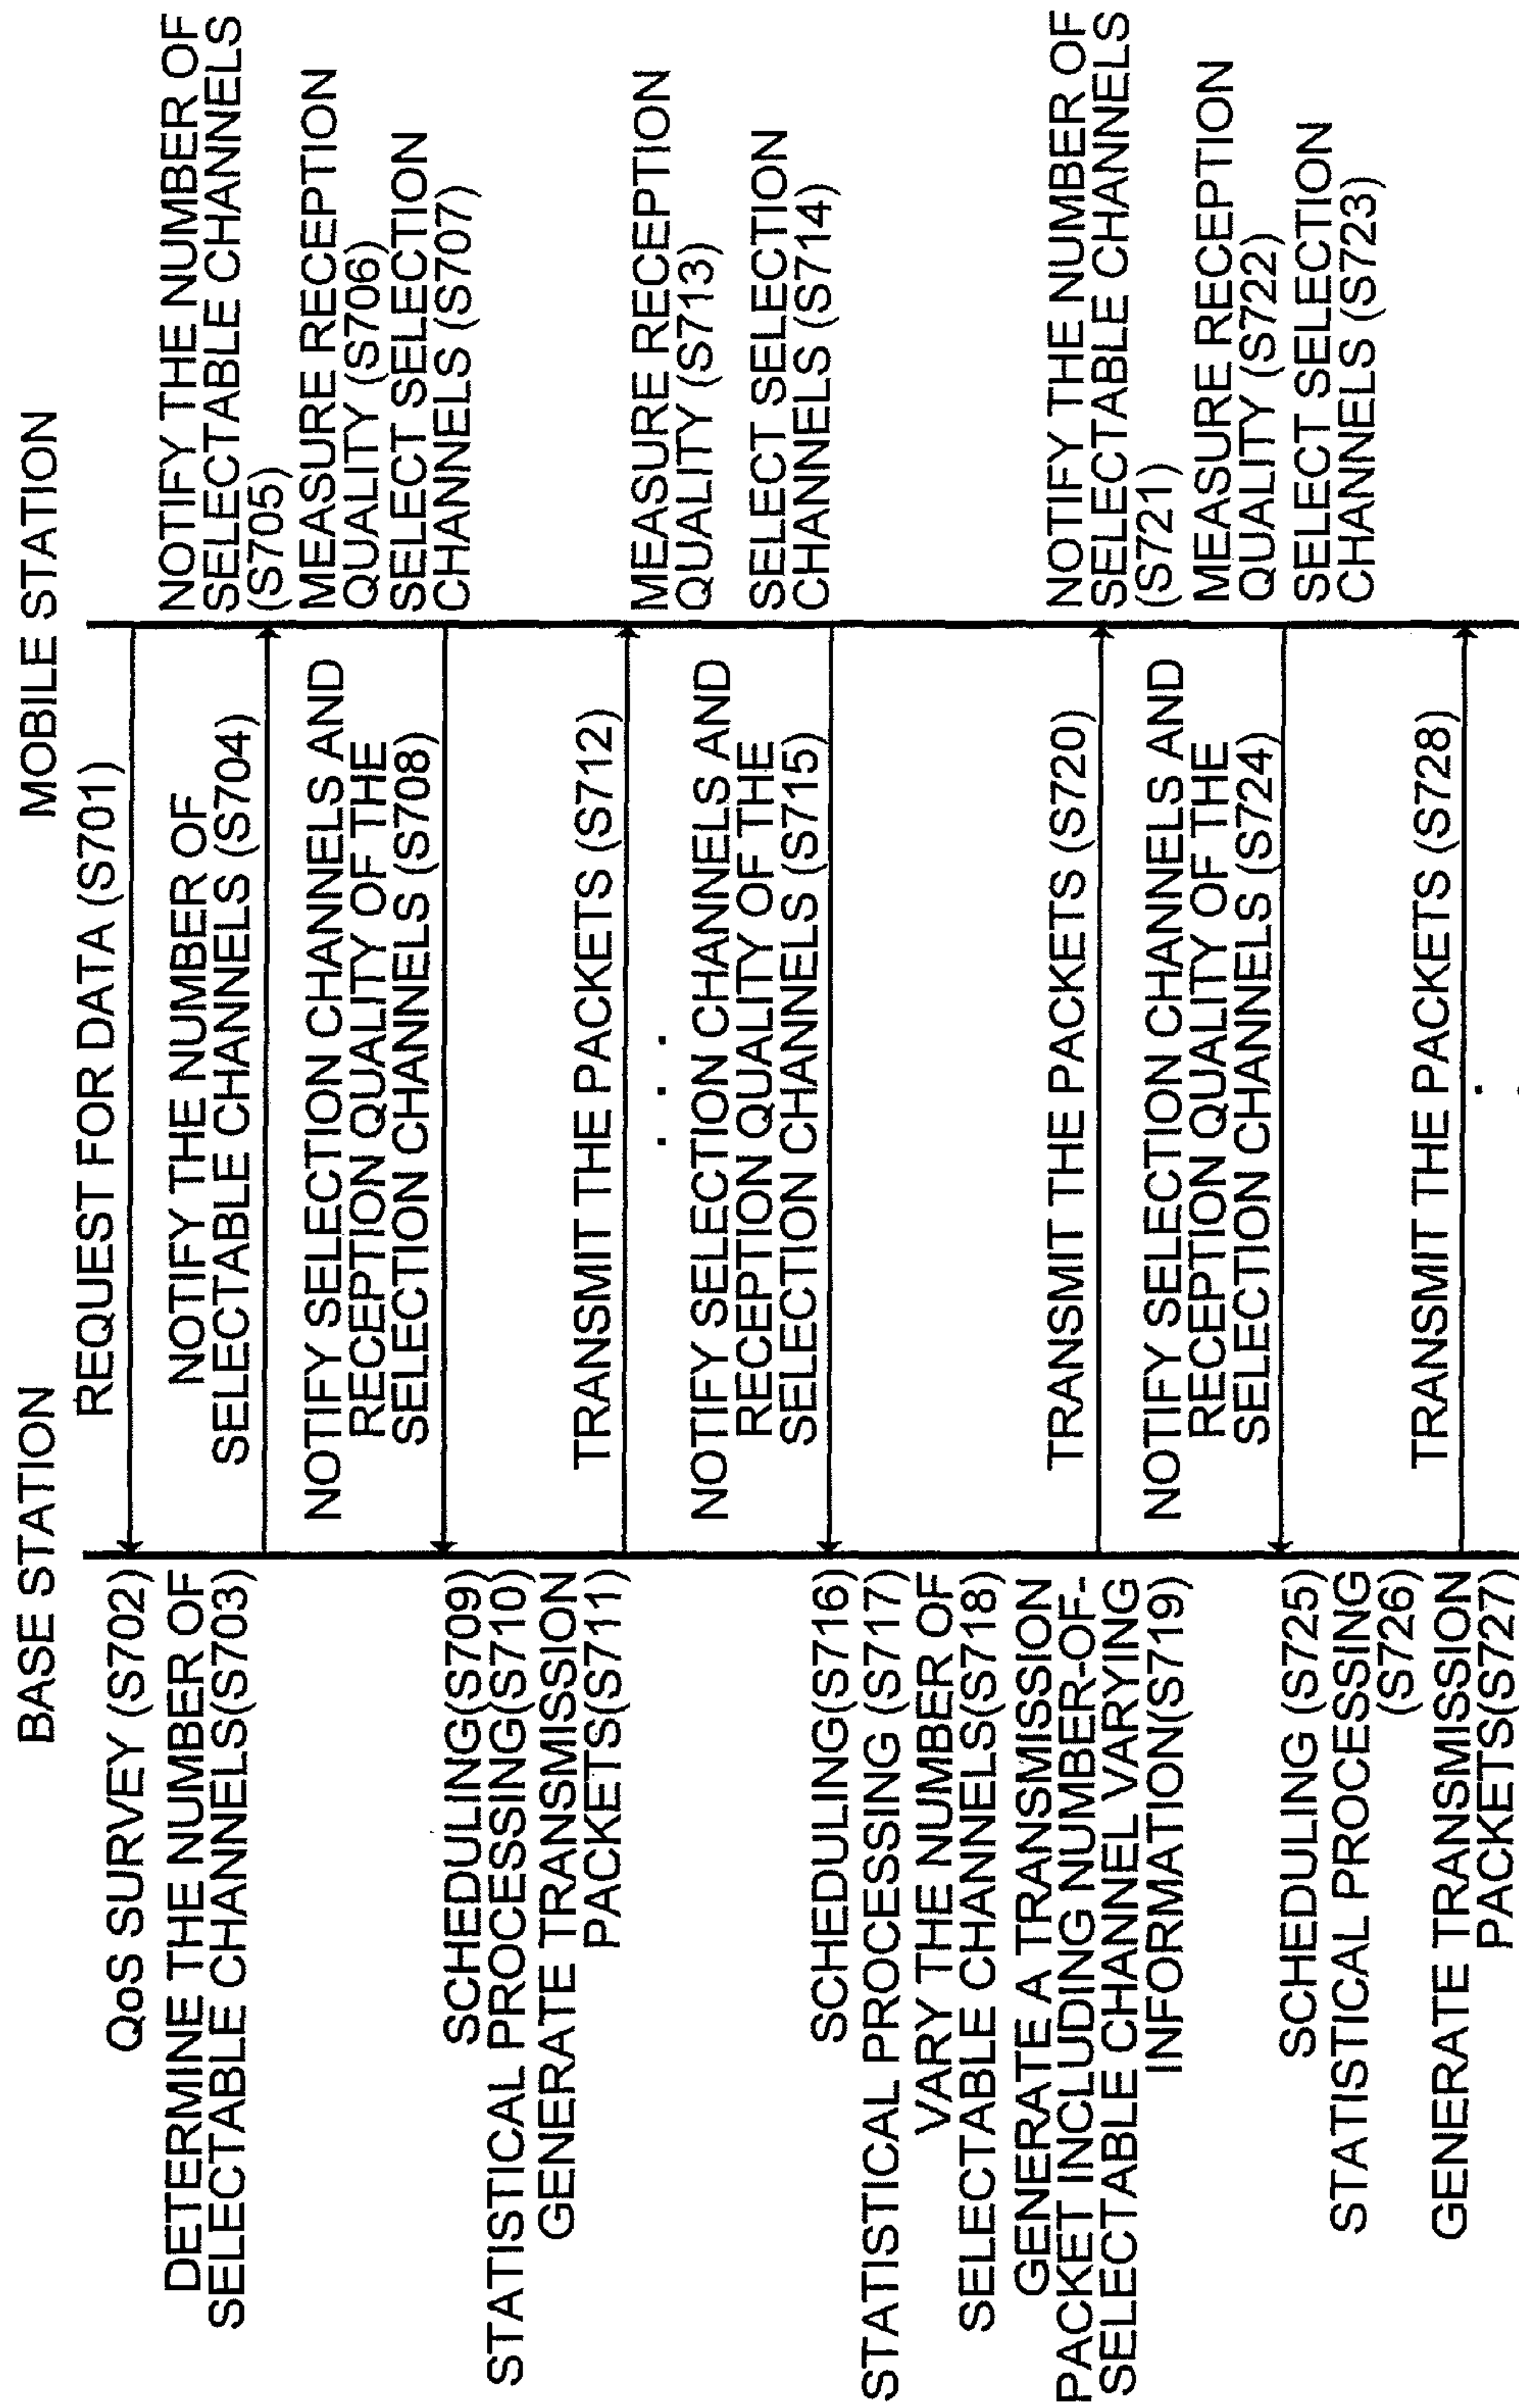 BASE STATION
MOBILE STATION
REQUEST FOR DATA (S701)
QoS SURVEY (S702)
DETERMINE THE NUMBER OF
SELECTABLE CHANNELS(S703)
NOTIFY THE NUMBER OF
SELECTABLE CHANNELS (S704)
NOTIFY THE NUMBER OF
SELECTABLE CHANNELS
(S705)
MEASURE RECEPTION
QUALITY (S706)
SELECT SELECTION
CHANNELS (S707)
NOTIFY SELECTION CHANNELS AND
RECEPTION QUALITY OF THE
SELECTION CHANNELS (S708)
SCHEDULING(S709)
STATISTICAL PROCESSING(S710)
GENERATE TRANSMISSION
PACKETS(S711)
TRANSMIT THE PACKETS (S712)
. . .
MEASURE RECEPTION
QUALITY (S713)
SELECT SELECTION
CHANNELS (S714)
NOTIFY SELECTION CHANNELS AND
RECEPTION QUALITY OF THE
SELECTION CHANNELS (S715)
SCHEDULING(S716)
STATISTICAL PROCESSING (S717)
VARY THE NUMBER OF
SELECTABLE CHANNELS(S718)
GENERATE A TRANSMISSION
PACKET INCLUDING NUMBER-OF-
SELECTABLE CHANNEL VARYING
INFORMATION(S719)
TRANSMIT THE PACKETS (S720)
NOTIFY THE NUMBER OF
SELECTABLE CHANNELS
(S721)
MEASURE RECEPTION
QUALITY (S722)
SELECT SELECTION
CHANNELS (S723)
NOTIFY SELECTION CHANNELS AND
RECEPTION QUALITY OF THE
SELECTION CHANNELS (S724)
SCHEDULING (S725)
STATISTICAL PROCESSING
(S726)
GENERATE TRANSMISSION
PACKETS(S727)
TRANSMIT THE PACKETS (S728)